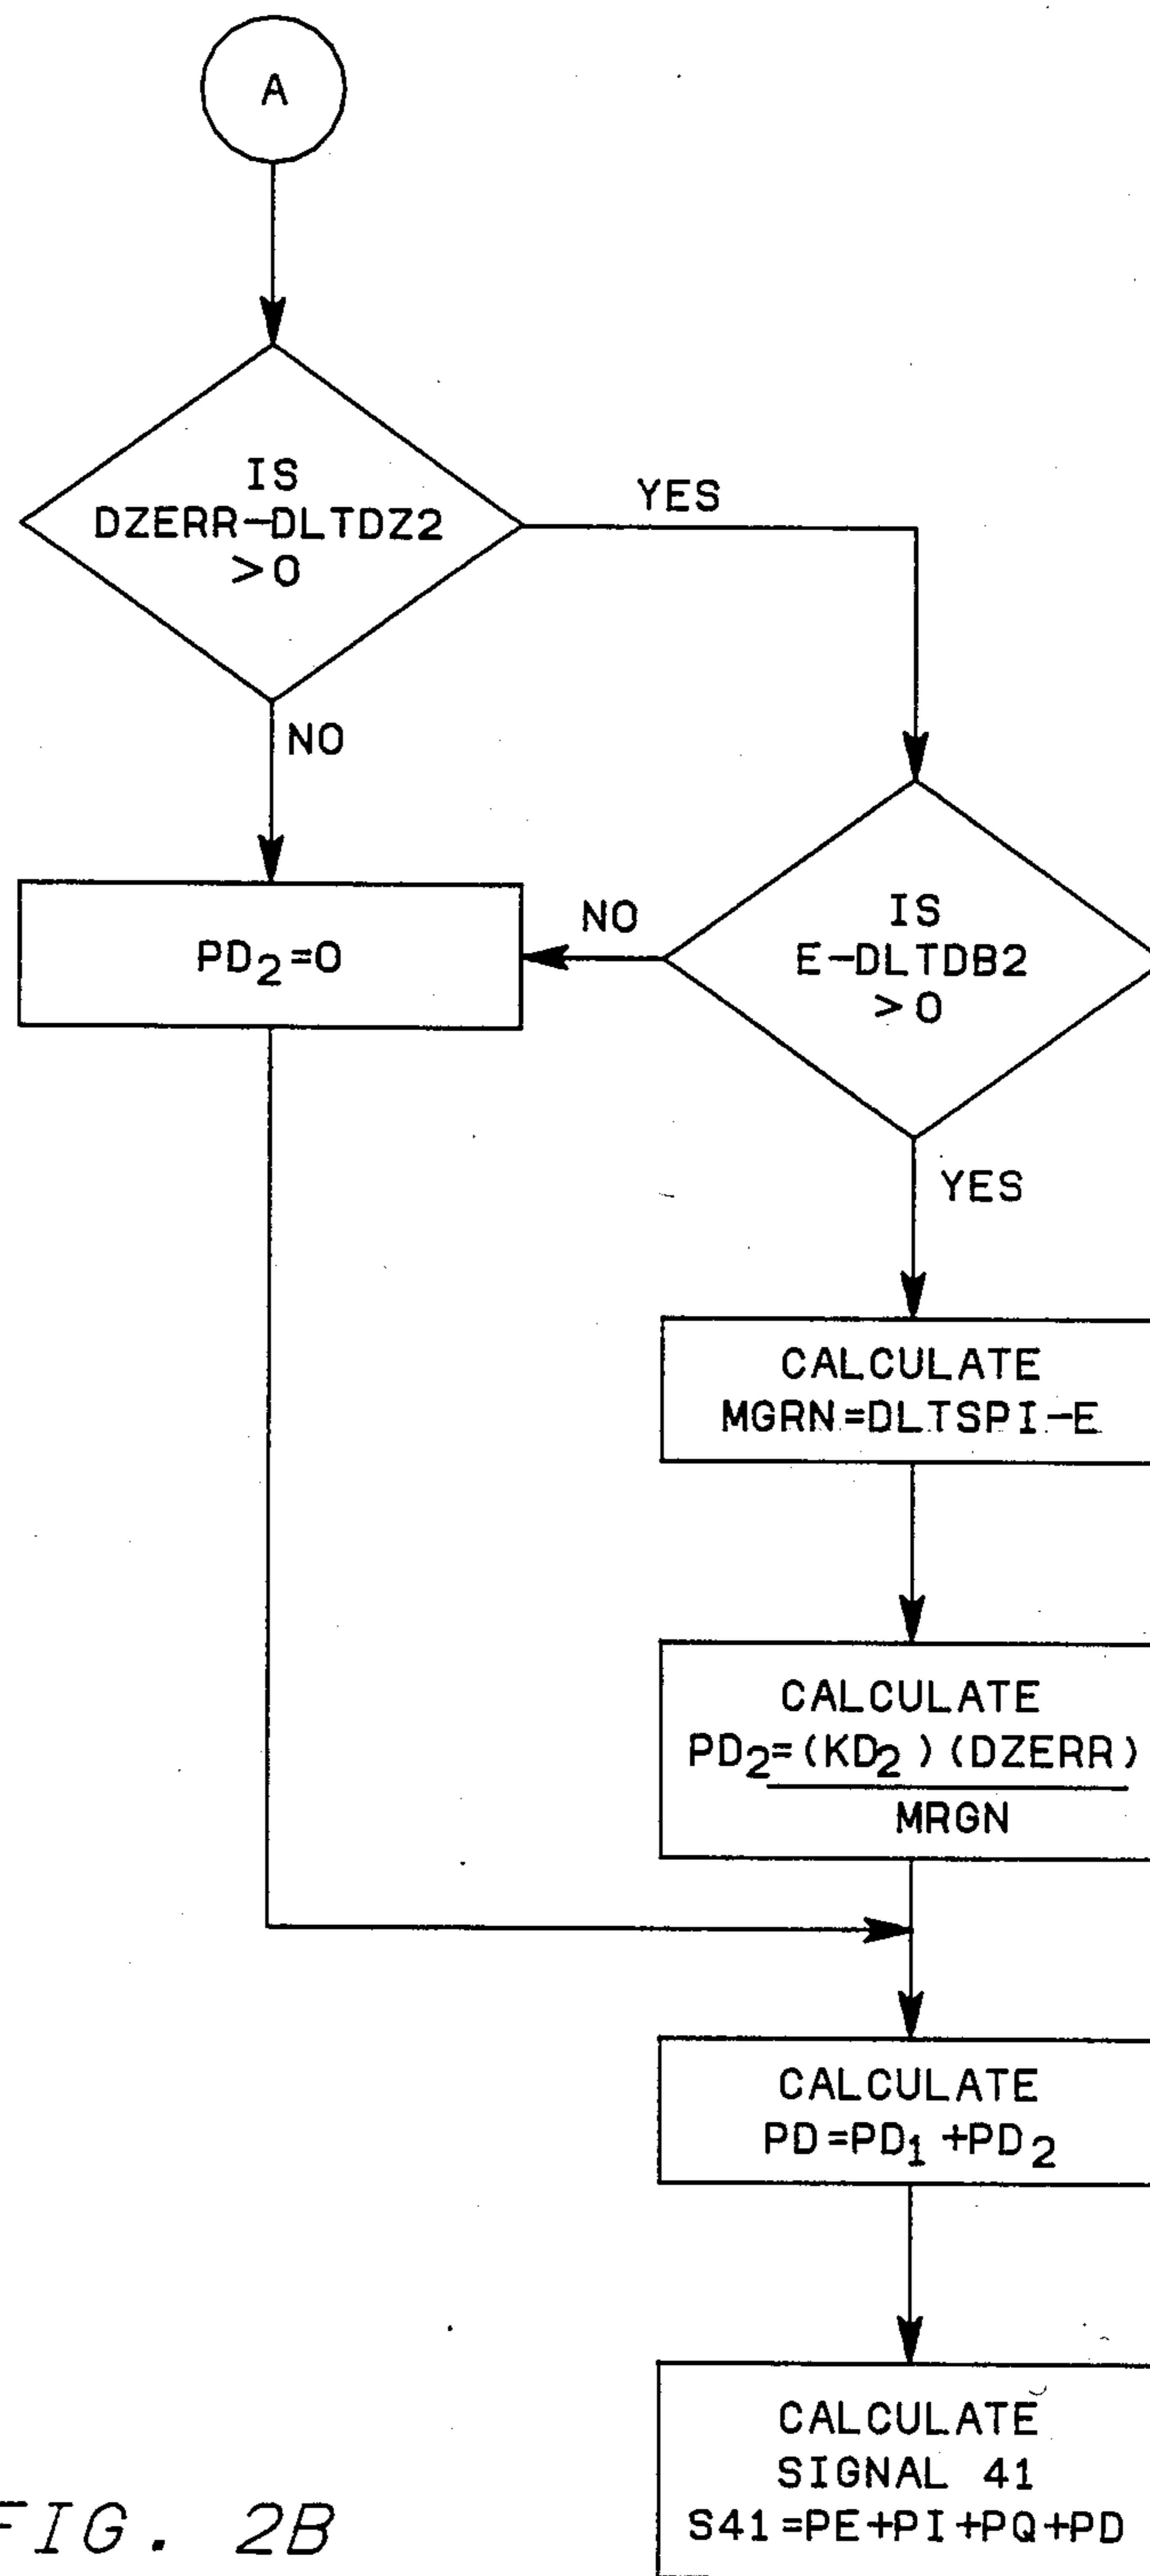 A
IS
DZERR-DLTDZ2
>0
YES
NO
PD2=0
NO
IS
E-DLTDB2
>0
YES
CALCULATE
MGRN=DLTSPI-E
CALCULATE
PD2=(KD2)(DZERR)
MRGN
CALCULATE
PD=PD1+PD2
CALCULATE
SIGNAL 41
S41=PE+PI+PQ+PD
FIG. 2B